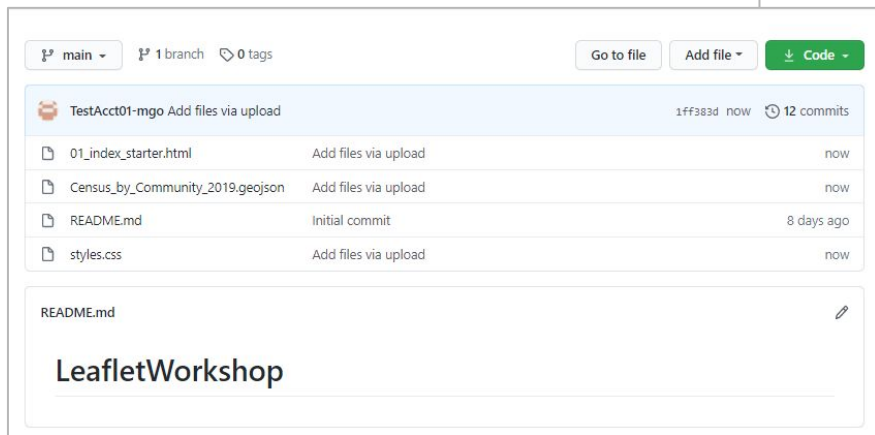 main 1 branch 0 tags Go to file Add file Code
TestAcct01-mgo Add files via upload 1ff383d now 12 commits
01_index_starter.html Add files via upload now
Census_by_Community_2019.geojson Add files via upload now
README.md Initial commit 8 days ago
styles.css Add files via upload now
README.md
LeafletWorkshop